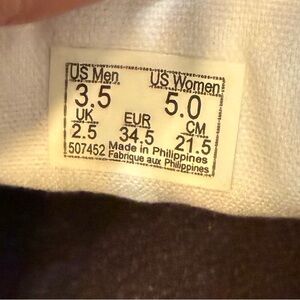 US Men US Women
3.5 5.0
UK EUR CM
2.5 34.5 21.5
507452 Made in Philippines
Fabrique aux Philippines